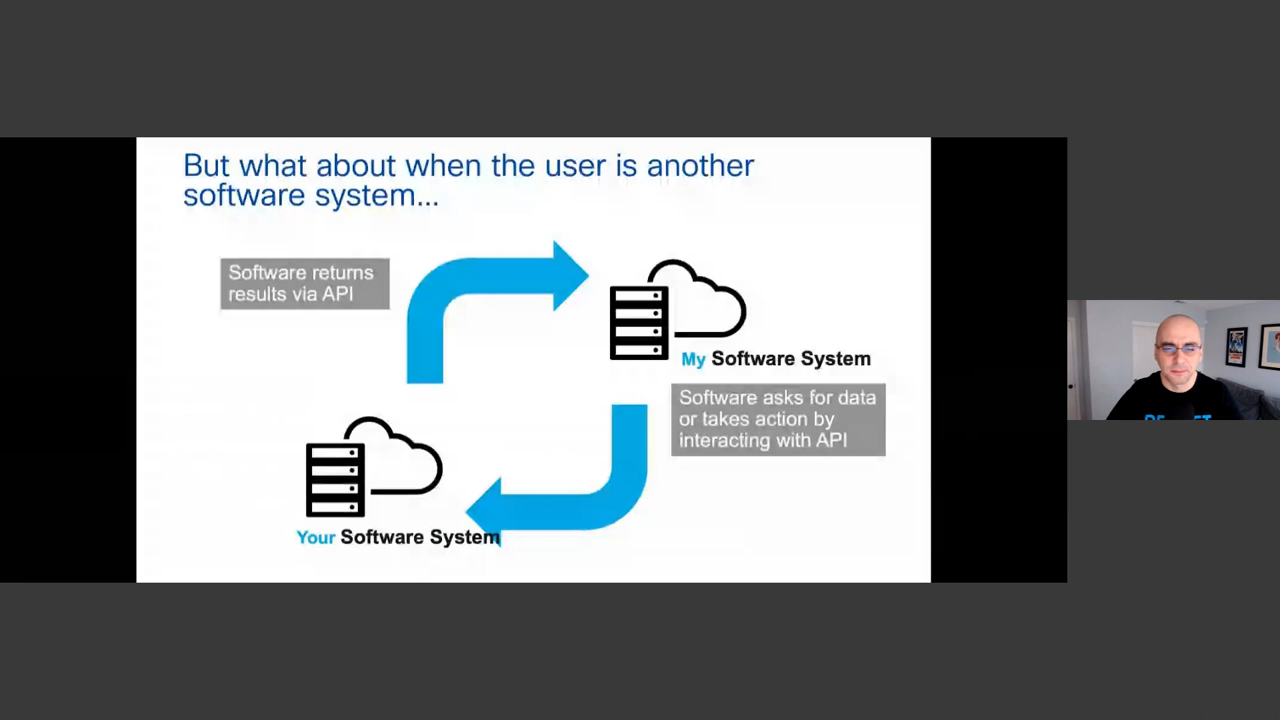 But what about when the user is another
software system...
Software returns
results via API
My Software System
Software asks for data
or takes action by
interacting with API
Your Software System